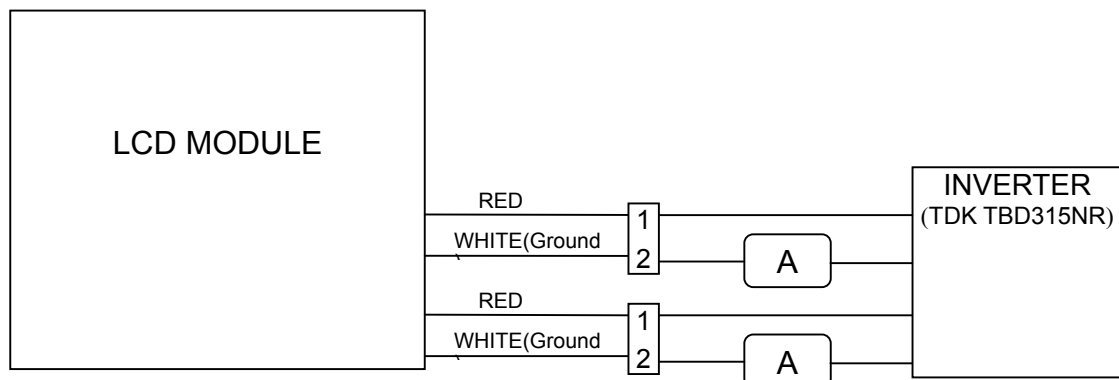 LCD MODULE
RED
WHITE(Ground
1
2
A
RED
WHITE(Ground
1
2
A
INVERTER
(TDK TBD315NR)